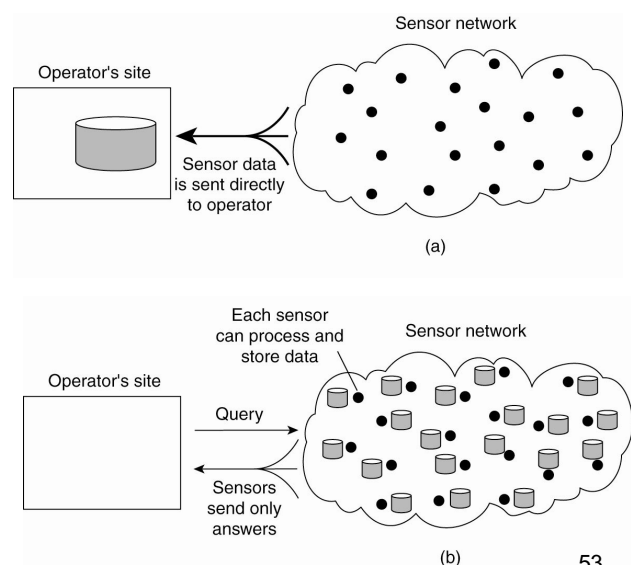 Sensor network
Operator's site
Sensor data
is sent directly
to operator
(a)
Each sensor
can process and
store data
Sensor network
Operator's site
Query
Sensors
send only
answers
(b)
53